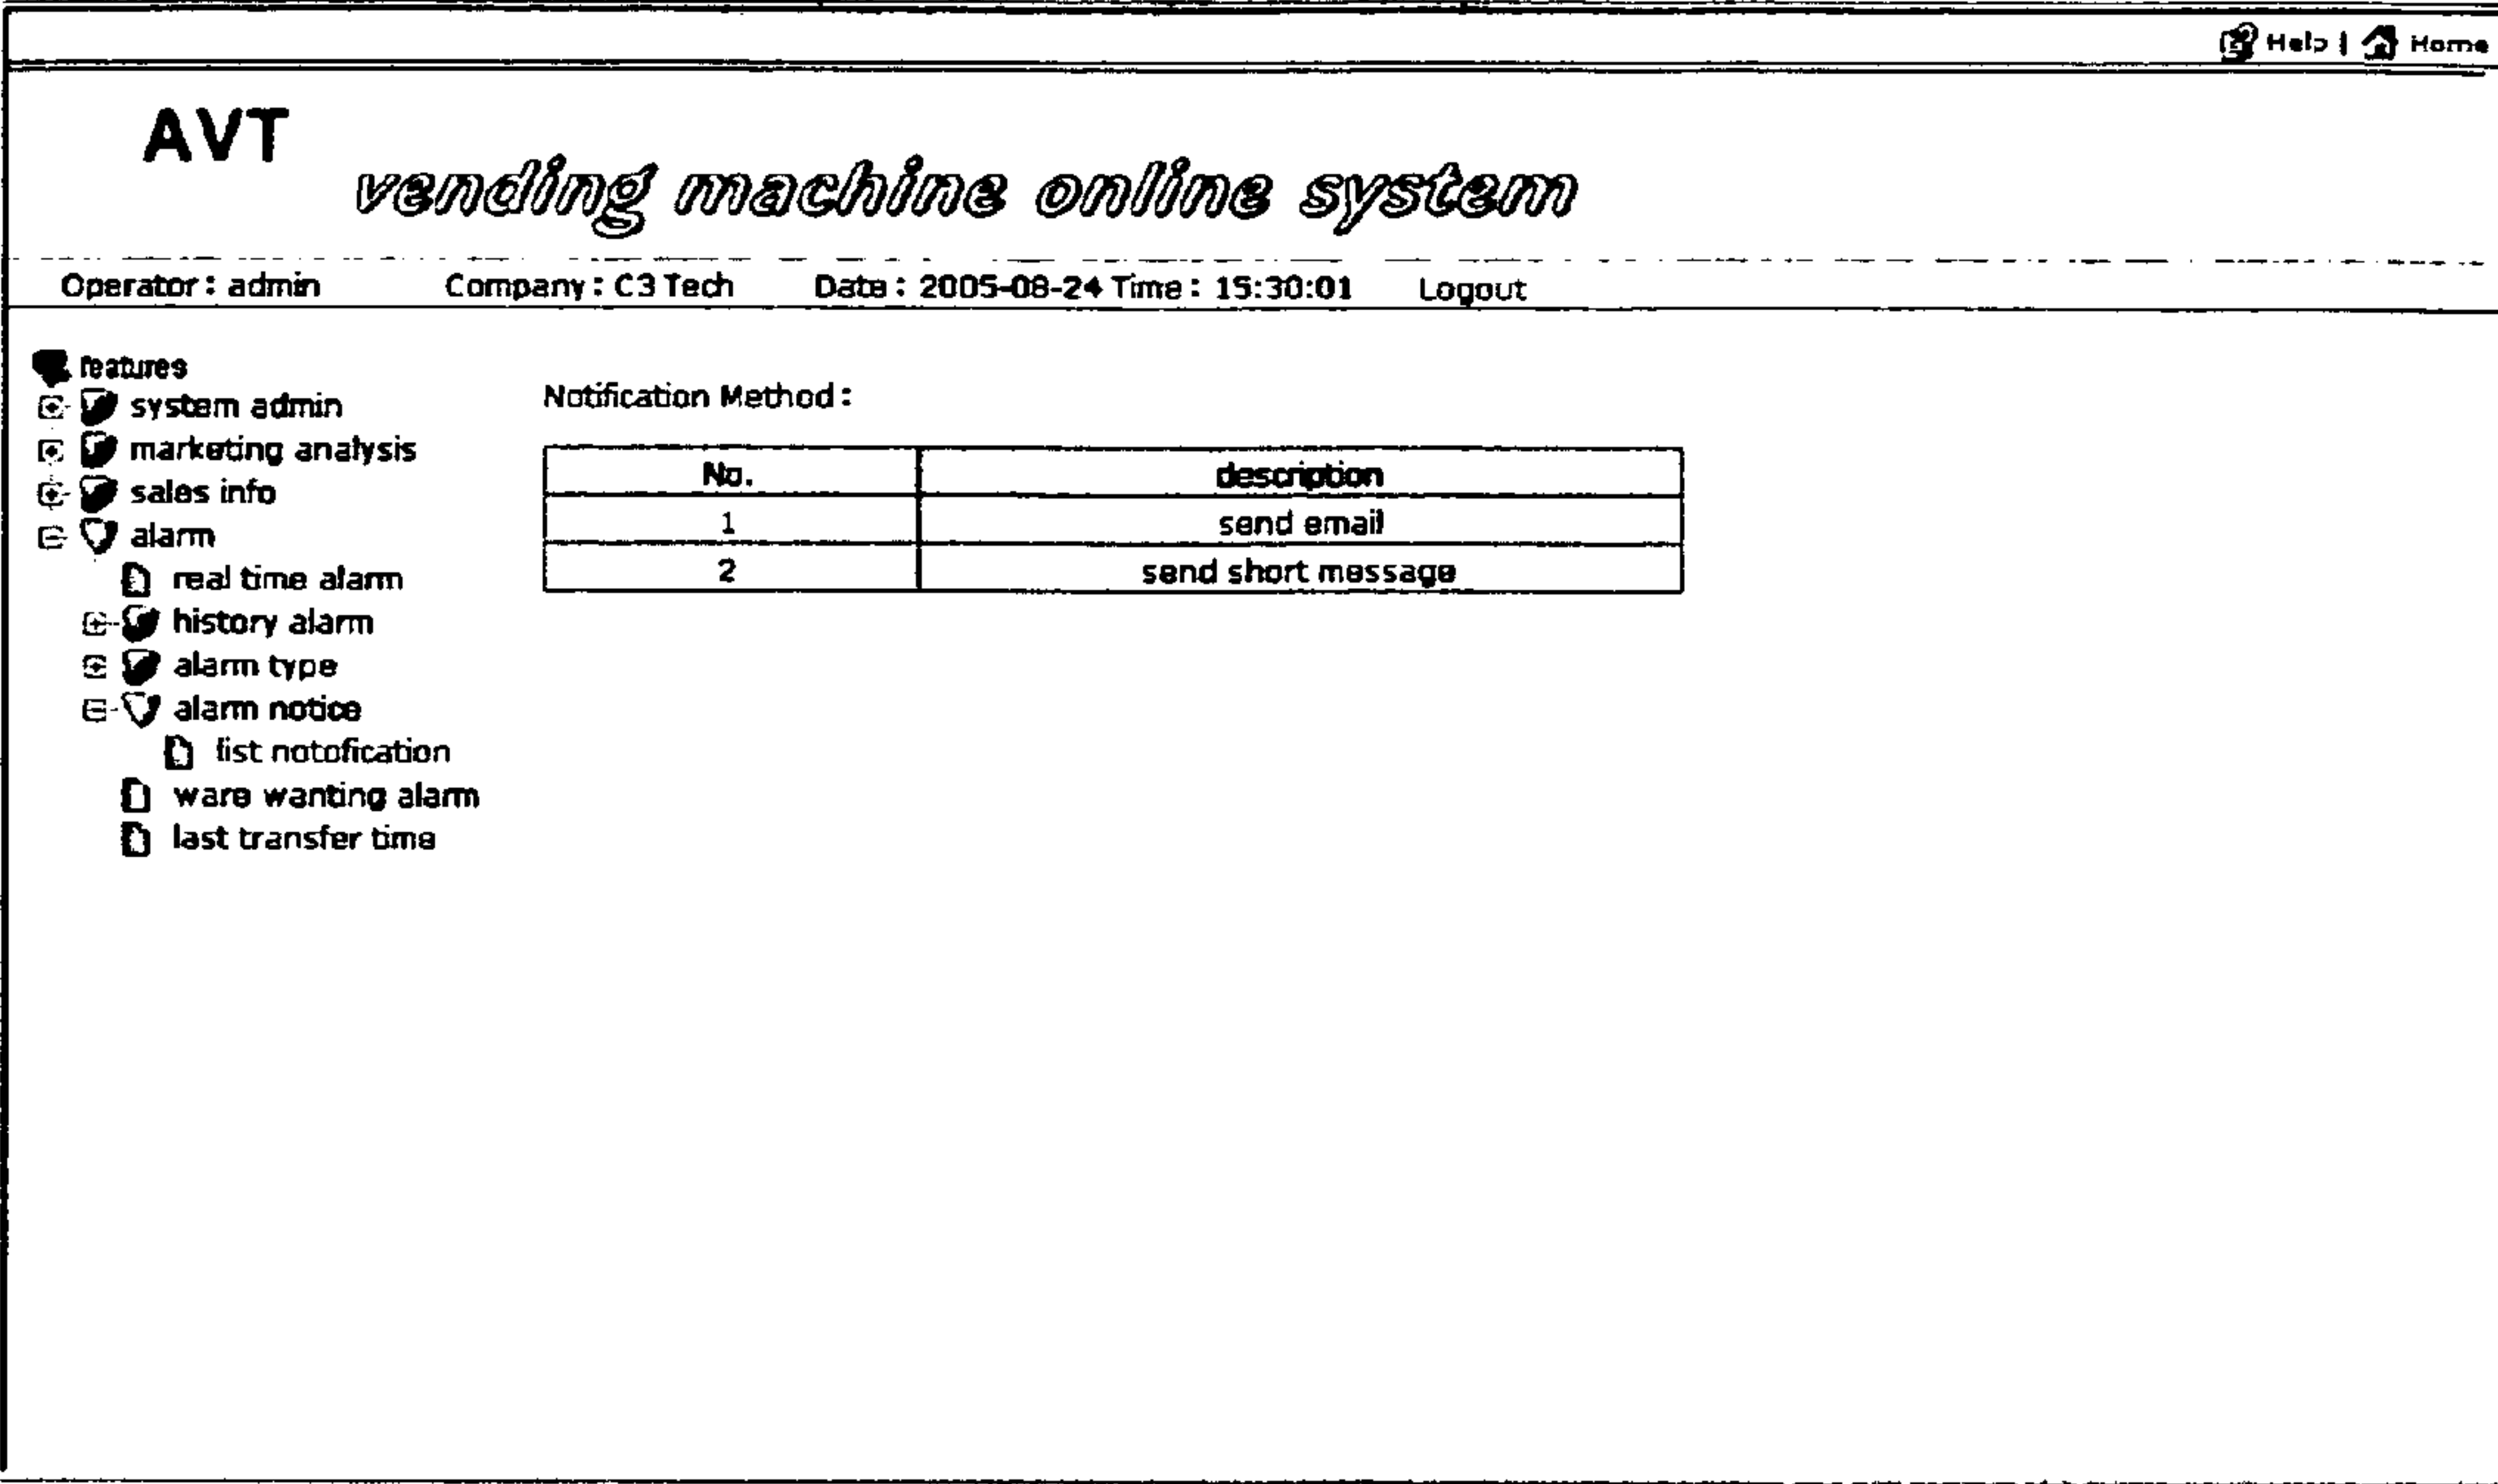 Help | Home
AVT
vending machine online system
Operator : admin Company : C3 Tech Date : 2005-08-24 Time : 15:30:01 Logout
features
system admin
marketing analysis
sales info
alarm
real time alarm
history alarm
alarm type
alarm notice
list notofication
ware wanting alarm
last transfer time
Notification Method :
No. description
1 send email
2 send short message